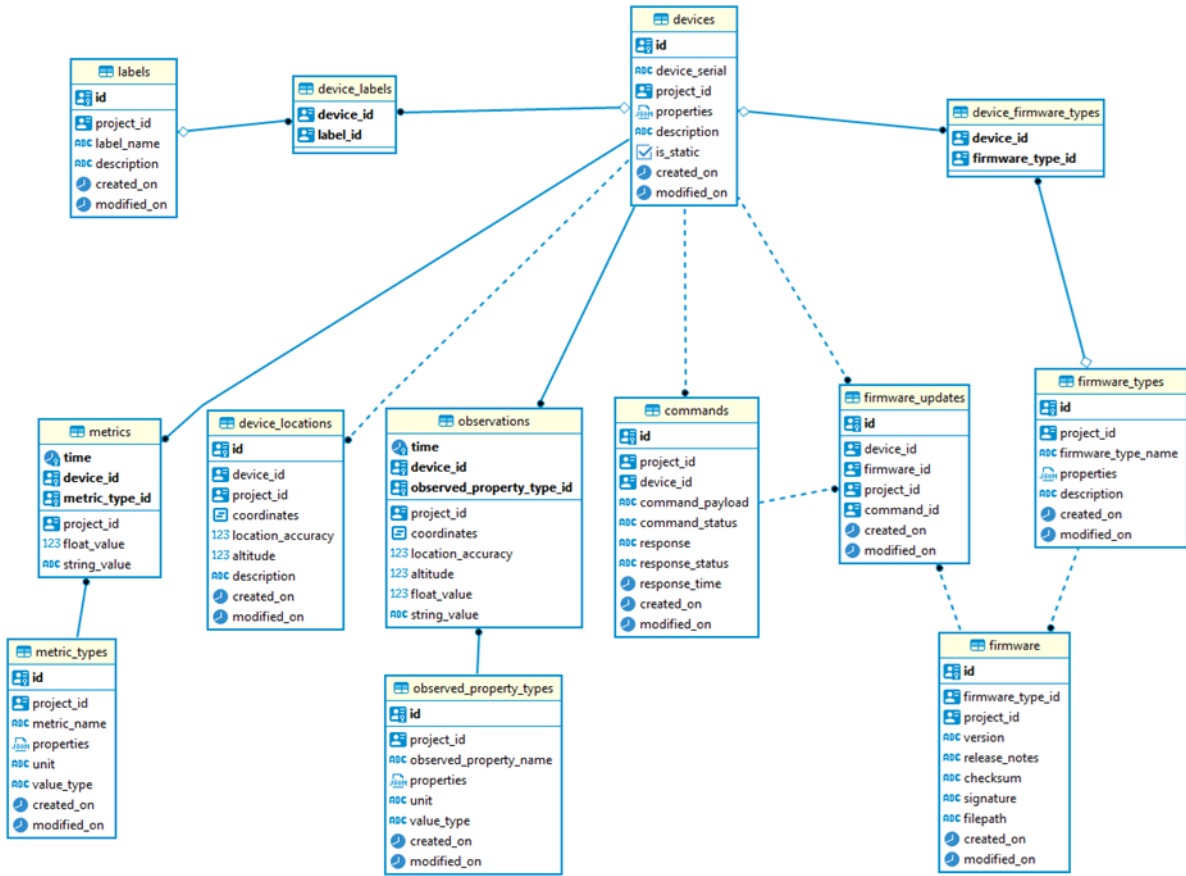 devices
id
device_serial
project_id
properties
description
is_static
created_on
modified_on
labels
id
project_id
label_name
description
created_on
modified_on
device_labels
device_id
label_id
device_firmware_types
device_id
firmware_type_id
metrics
time
device_id
metric_type_id
project_id
float_value
string_value
device_locations
id
device_id
project_id
coordinates
location_accuracy
altitude
description
created_on
modified_on
observations
time
device_id
observed_property_type_id
project_id
coordinates
location_accuracy
altitude
float_value
string_value
commands
id
project_id
device_id
command_payload
command_status
response
response_status
response_time
created_on
modified_on
firmware_updates
id
device_id
firmware_id
project_id
command_id
created_on
modified_on
firmware_types
id
project_id
firmware_type_name
properties
description
created_on
modified_on
metric_types
id
project_id
metric_name
properties
unit
value_type
created_on
modified_on
observed_property_types
id
project_id
observed_property_name
properties
unit
value_type
created_on
modified_on
firmware
id
firmware_type_id
project_id
version
release_notes
checksum
signature
filepath
created_on
modified_on